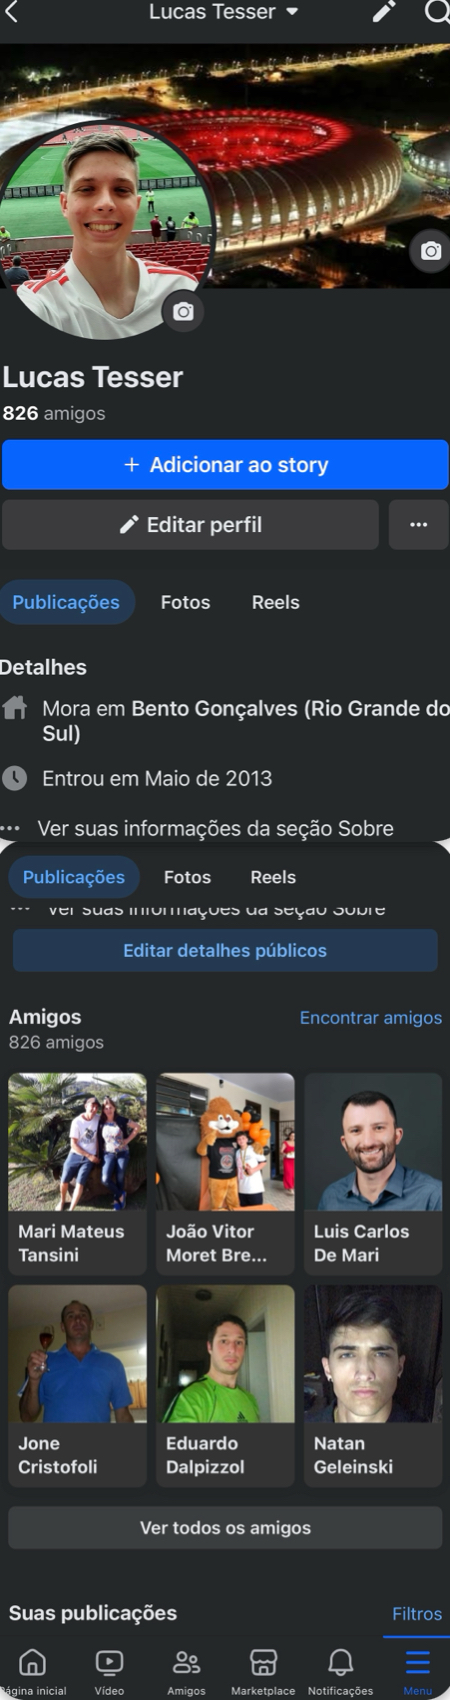 Lucas Tesser
Lucas Tesser
826 amigos
+ Adicionar ao story
Editar perfil
Publicações Fotos Reels
Detalhes
Mora em Bento Gonçalves (Rio Grande do
Sul)
Entrou em Maio de 2013
... Ver suas informações da seção Sobre
Publicações Fotos Reels
... Ver suas informações da seção Sobre
Editar detalhes públicos
Amigos Encontrar amigos
826 amigos
Mari Mateus
Tansini
João Vitor
Moret Bre...
Luis Carlos
De Mari
Jone
Cristofoli
Eduardo
Dalpizzol
Natan
Geleinski
Ver todos os amigos
Suas publicações Filtros
Página inicial Vídeo Amigos Marketplace Notificações Menu